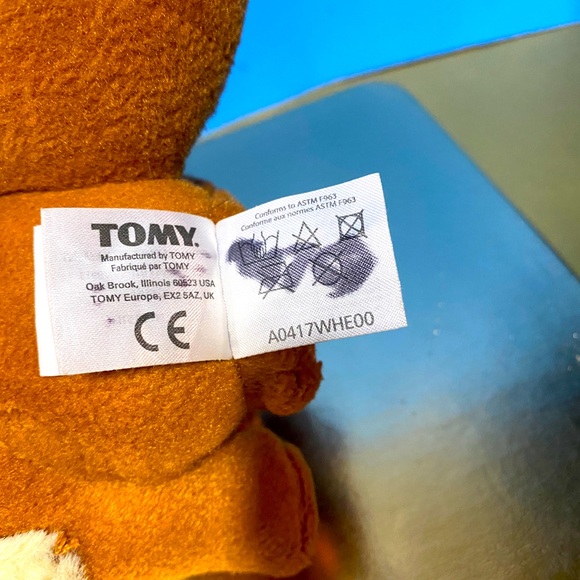 TOMY.
Manufactured by TOMY
Fabriqué par TOMY
Oak Brook, Illinois 60523 USA
TOMY Europe, EX2 5AZ, UK
CE
Conforms to ASTM F963
Conforme aux normes ASTM F963
A0417WHE00